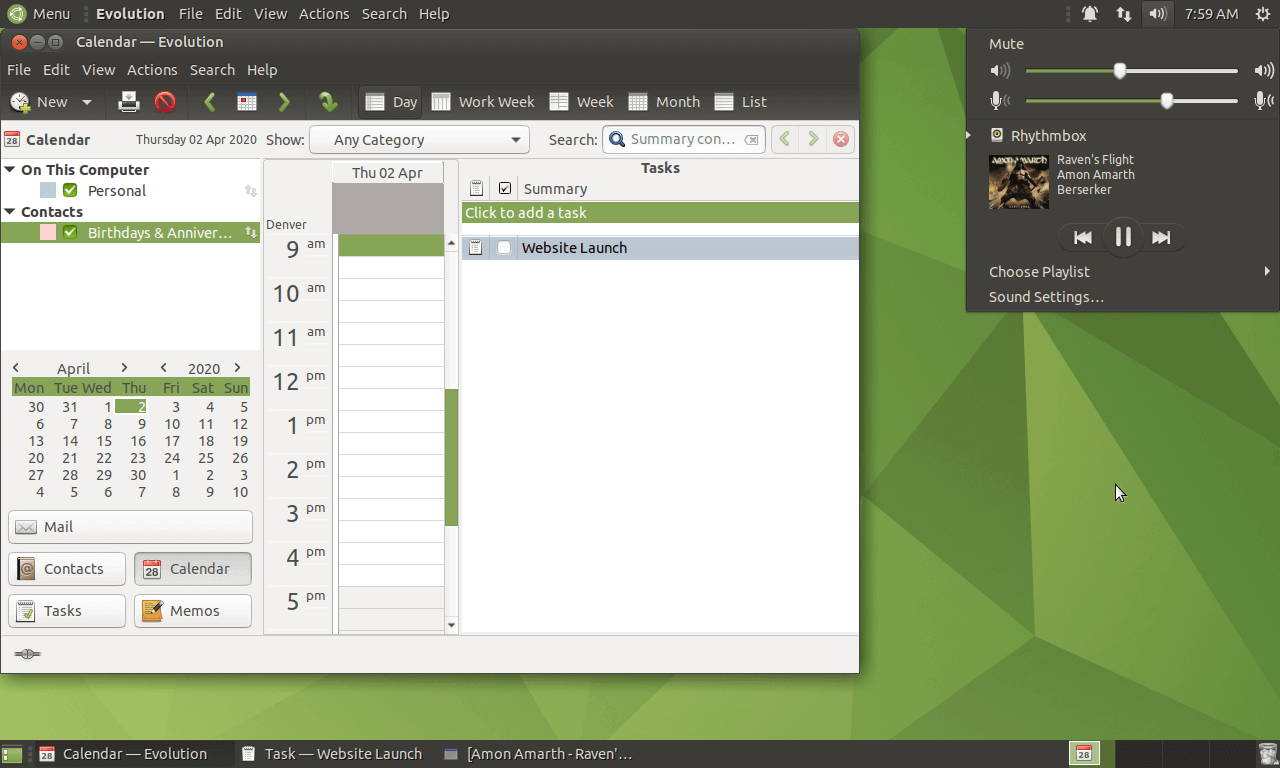 Menu Evolution File Edit View Actions Search Help 7:59 AM
Calendar — Evolution
File Edit View Actions Search Help
New Day Work Week Week Month List
28 Calendar Thursday 02 Apr 2020 Show: Any Category Search: Summary con…
On This Computer
Personal
Contacts
Birthdays & Anniver…
April 2020
Mon Tue Wed Thu Fri Sat Sun
30 31 1 2 3 4 5
6 7 8 9 10 11 12
13 14 15 16 17 18 19
20 21 22 23 24 25 26
27 28 29 30 1 2 3
4 5 6 7 8 9 10
Mail
Contacts 28 Calendar
Tasks Memos
Thu 02 Apr
Denver
9 am
10 am
11 am
12 pm
1 pm
2 pm
3 pm
4 pm
5 pm
Tasks
Summary
Click to add a task
Website Launch
Mute
Rhythmbox
AMON AMARTH
Raven's Flight
Amon Amarth
Berserker
Choose Playlist
Sound Settings…
28 Calendar — Evolution Task — Website Launch [Amon Amarth - Raven'… 28